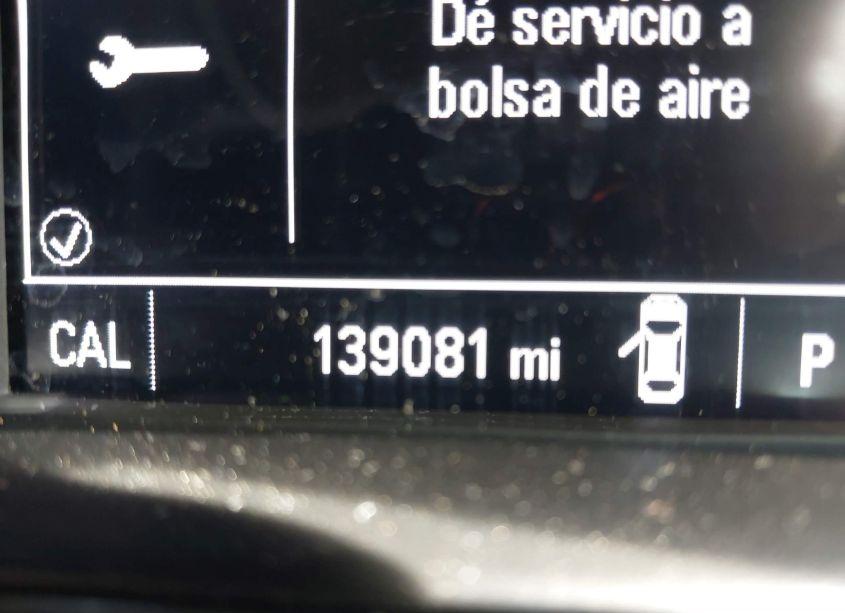 Dé servicio a
bolsa de aire
CAL
139081 mi
P